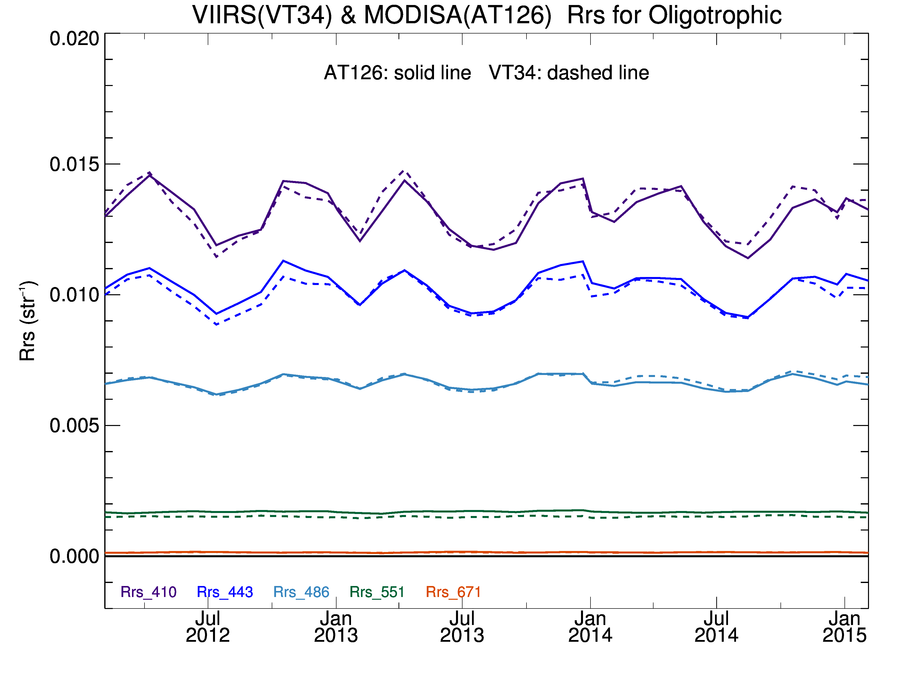 VIIRS(VT34) & MODISA(AT126)  Rrs for Oligotrophic
AT126: solid line   VT34: dashed line
0.020
0.015
0.010
0.005
0.000
Rrs (str⁻¹)
Rrs_410 Rrs_443 Rrs_486 Rrs_551 Rrs_671
Jul Jan Jul Jan Jul Jan
2012 2013 2013 2014 2014 2015